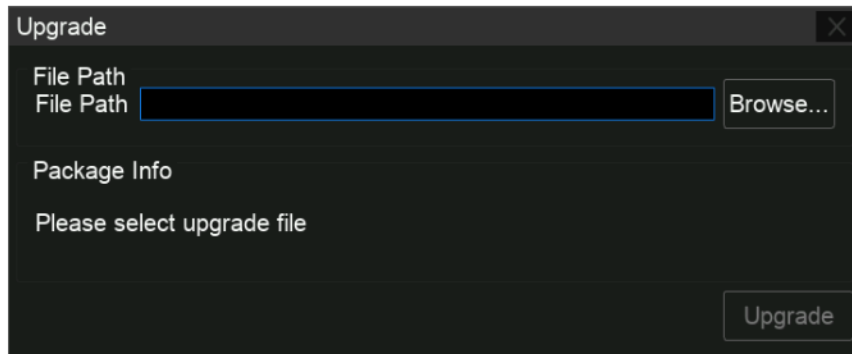 Upgrade
File Path
File Path Browse...
Package Info
Please select upgrade file
Upgrade